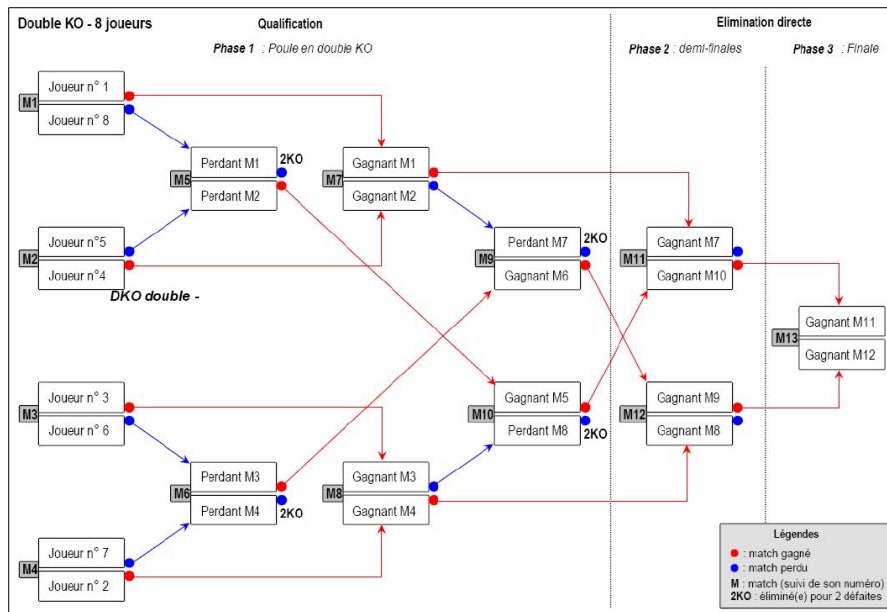 Double KO - 8 joueurs
Qualification
Elimination directe
Phase 1 : Poule en double KO
Phase 2 : demi-finales
Phase 3 : Finale
M1
Joueur n° 1
Joueur n° 8
M5
Perdant M1
Perdant M2
2KO
M7
Gagnant M1
Gagnant M2
M2
Joueur n°5
Joueur n°4
DKO double -
M9
Perdant M7
Gagnant M6
2KO
M11
Gagnant M7
Gagnant M10
M13
Gagnant M11
Gagnant M12
M3
Joueur n° 3
Joueur n° 6
M10
Gagnant M5
Perdant M8
2KO
M12
Gagnant M9
Gagnant M8
M6
Perdant M3
Perdant M4
2KO
M8
Gagnant M3
Gagnant M4
M4
Joueur n° 7
Joueur n° 2
Légendes
: match gagné
: match perdu
M : match (suivi de son numéro)
2KO : éliminé(e) pour 2 défaites